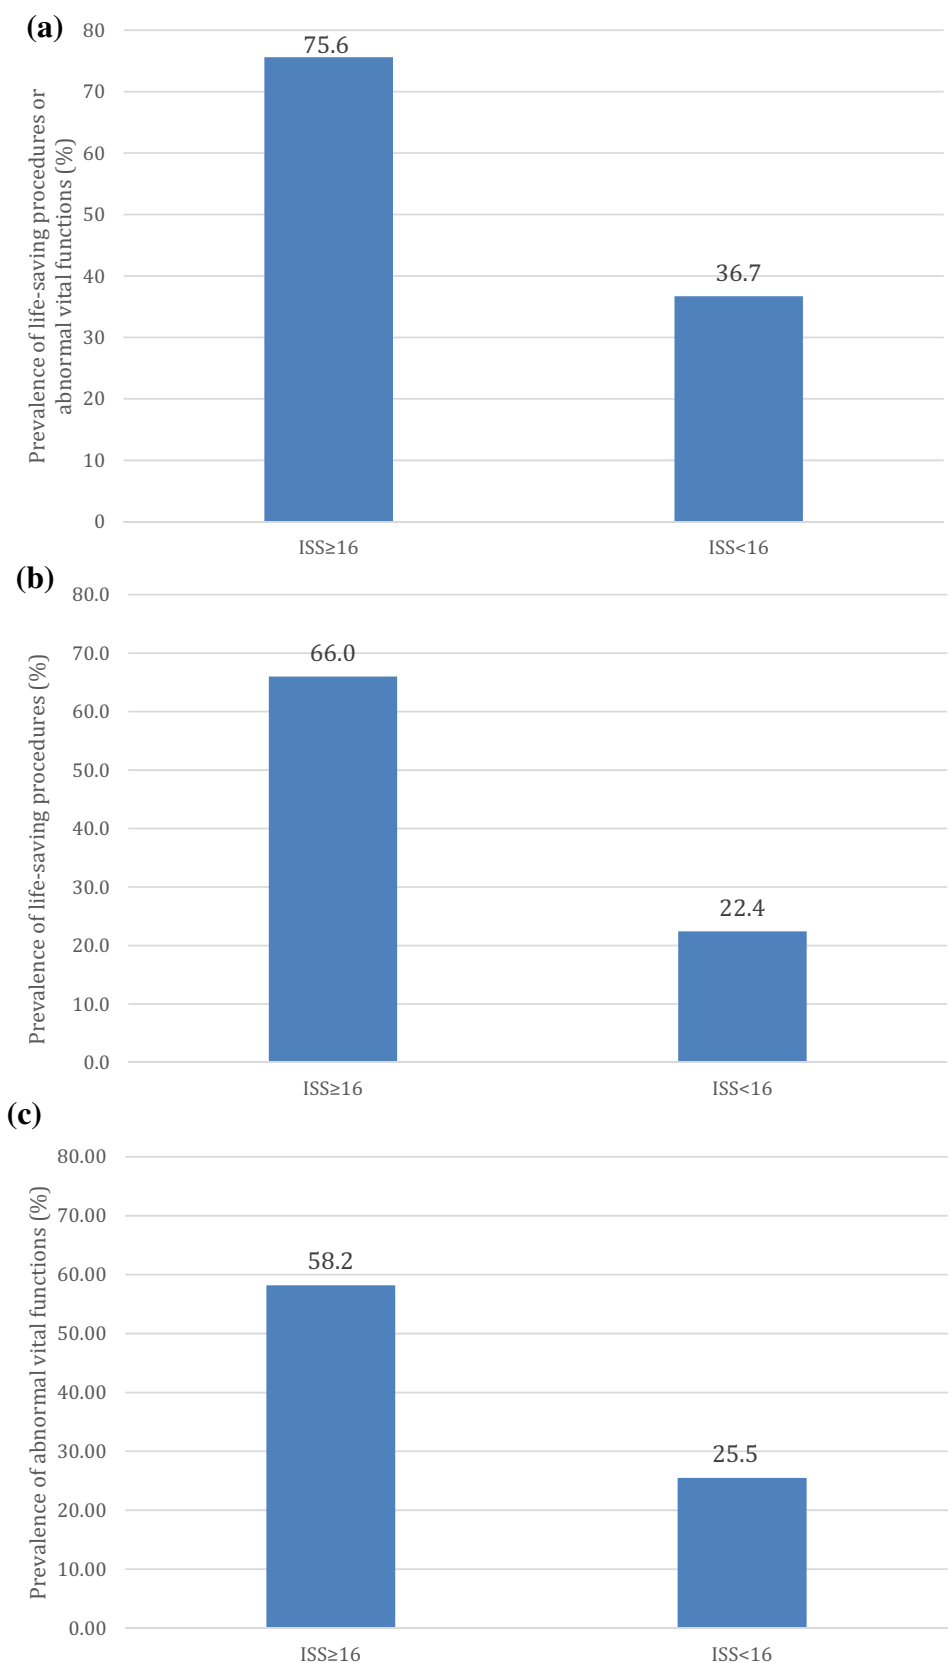 (a)
Prevalence of life-saving procedures or
abnormal vital functions (%)
80
70
60
50
40
30
20
10
0
75.6
36.7
ISS≥16
ISS<16
(b)
Prevalence of life-saving procedures (%)
80.0
70.0
60.0
50.0
40.0
30.0
20.0
10.0
0.0
66.0
22.4
ISS≥16
ISS<16
(c)
Prevalence of abnormal vital functions (%)
80.00
70.00
60.00
50.00
40.00
30.00
20.00
10.00
0.00
58.2
25.5
ISS≥16
ISS<16